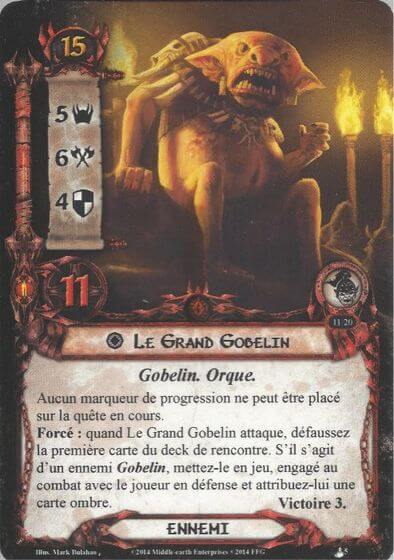 15
5
6
4
11
11/20
Le Grand Gobelin
Gobelin. Orque.
Aucun marqueur de progression ne peut être placé
sur la quête en cours.
Forcé : quand Le Grand Gobelin attaque, défaussez
la première carte du deck de rencontre. S'il s'agit
d'un ennemi Gobelin, mettez-le en jeu, engagé au
combat avec le joueur en défense et attribuez-lui une
carte ombre. Victoire 3.
ENNEMI
Illus. Mark Bulahao © 2014 Middle-earth Enterprises © 2014 FFG